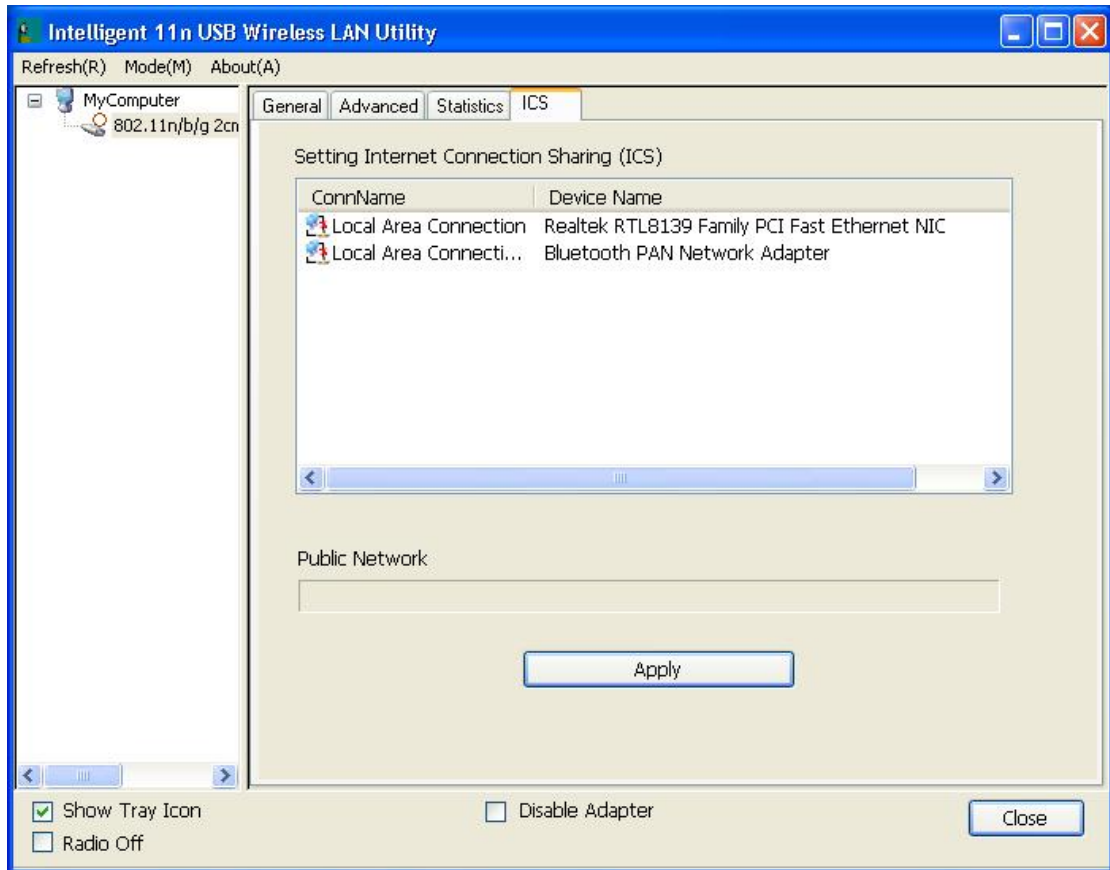 Intelligent 11n USB Wireless LAN Utility
Refresh(R) Mode(M) About(A)
MyComputer
802.11n/b/g 2cn
General Advanced Statistics ICS
Setting Internet Connection Sharing (ICS)
ConnName Device Name
Local Area Connection Realtek RTL8139 Family PCI Fast Ethernet NIC
Local Area Connecti... Bluetooth PAN Network Adapter
Public Network
Apply
Show Tray Icon Disable Adapter Close
Radio Off